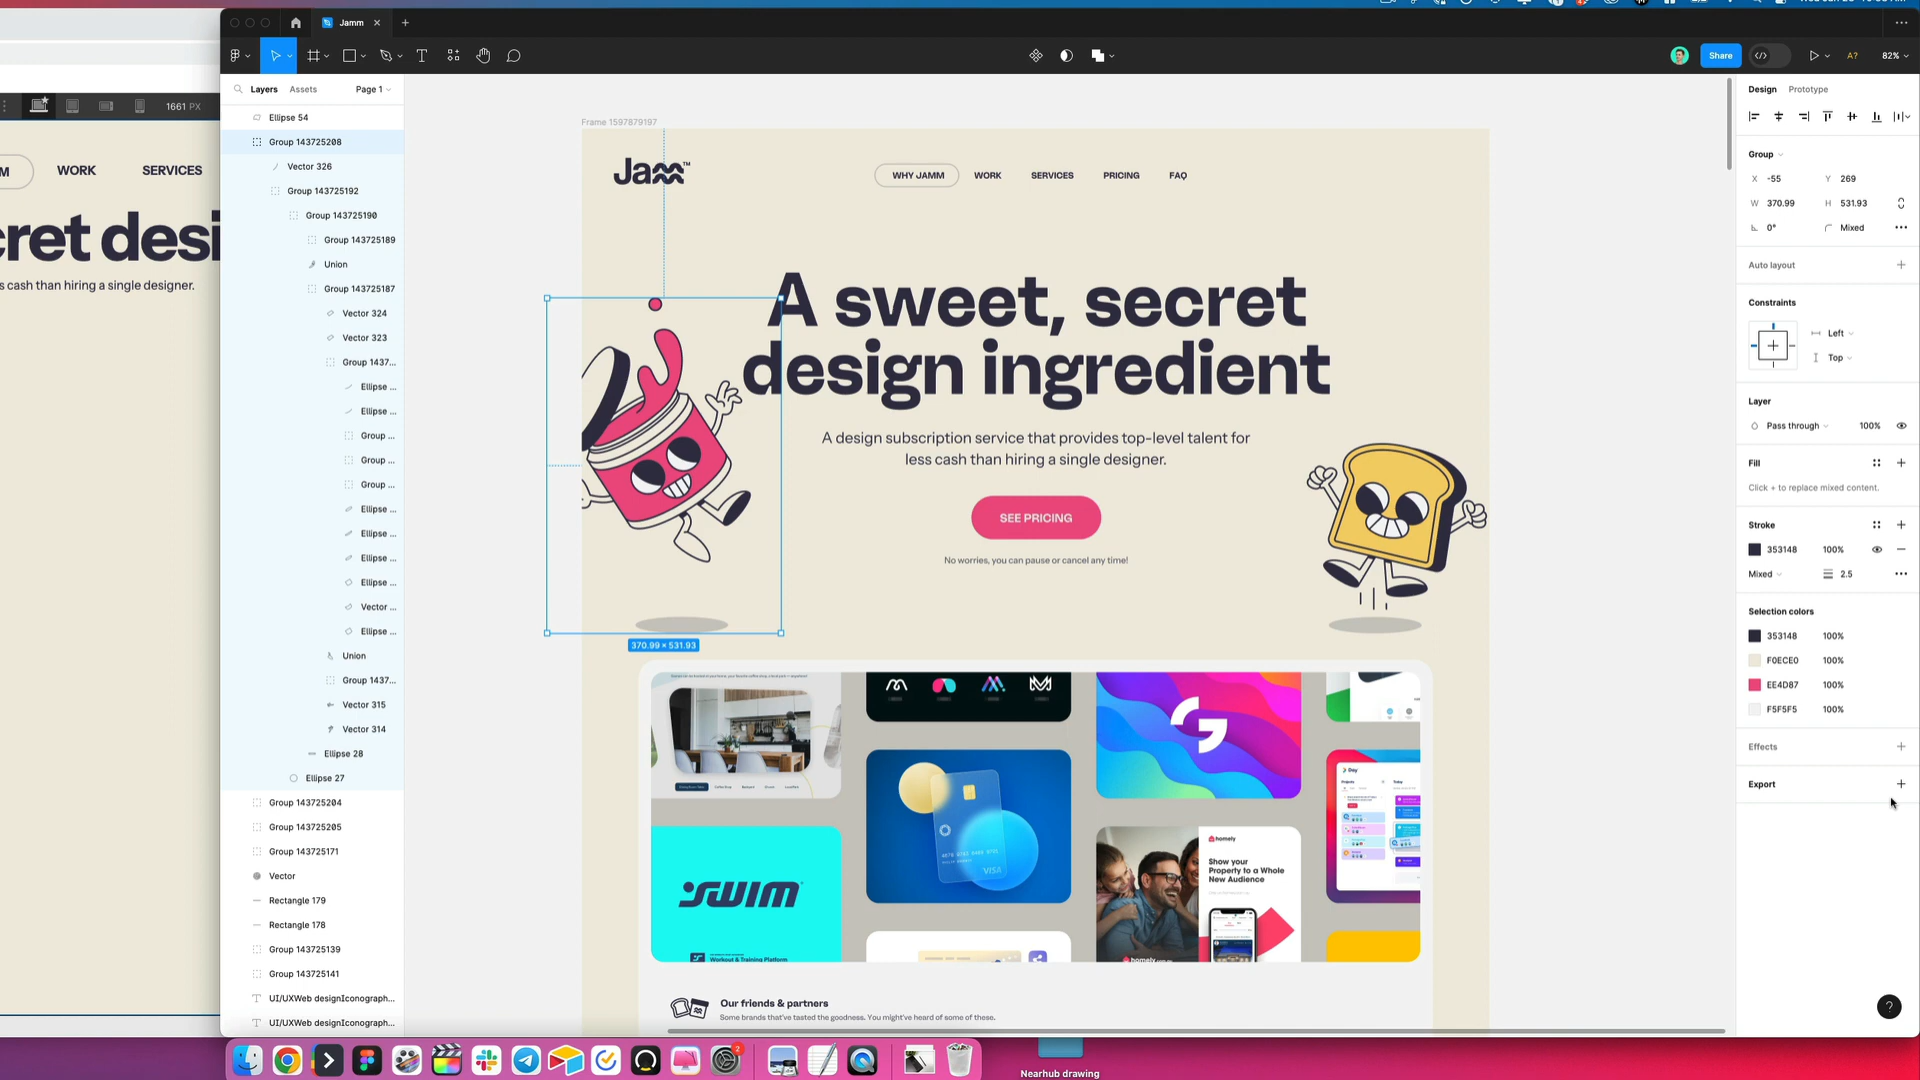 Jamm
Share
A?
82%
Layers
Assets
Page 1
1661 PX
Ellipse 54
Group 143725208
Vector 326
Group 143725192
Group 143725190
Group 143725189
Union
Group 143725187
Vector 324
Vector 323
Group 1437...
Ellipse ...
Ellipse ...
Group ...
Group ...
Group ...
Ellipse ...
Ellipse ...
Ellipse ...
Ellipse ...
Vector ...
Ellipse ...
Union
Group 1437...
Vector 315
Vector 314
Ellipse 28
Ellipse 27
Group 143725204
Group 143725205
Group 143725171
Vector
Rectangle 179
Rectangle 178
Group 143725139
Group 143725141
UI/UXWeb designIconograph...
UI/UXWeb designIconograph...
M
WORK
SERVICES
cret desi
s cash than hiring a single designer.
Frame 1597879197
Jam™
WHY JAMM
WORK
SERVICES
PRICING
FAQ
A sweet, secret
design ingredient
A design subscription service that provides top-level talent for
less cash than hiring a single designer.
SEE PRICING
No worries, you can pause or cancel any time!
370.99 × 531.93
VISA
SWIM
Workout & Training Platform
homely
Show your
Property to a Whole
New Audience
homely
Day
Our friends & partners
Some brands that've tasted the goodness. You might've heard of some of these.
Design
Prototype
Group
X
-55
Y
269
W
370.99
H
531.93
0°
Mixed
Auto layout
Constraints
Left
Top
Layer
Pass through
100%
Fill
Click + to replace mixed content.
Stroke
353148
100%
Mixed
2.5
Selection colors
353148
100%
F0ECE0
100%
EE4D87
100%
F5F5F5
100%
Effects
Export
?
2
Nearhub drawing